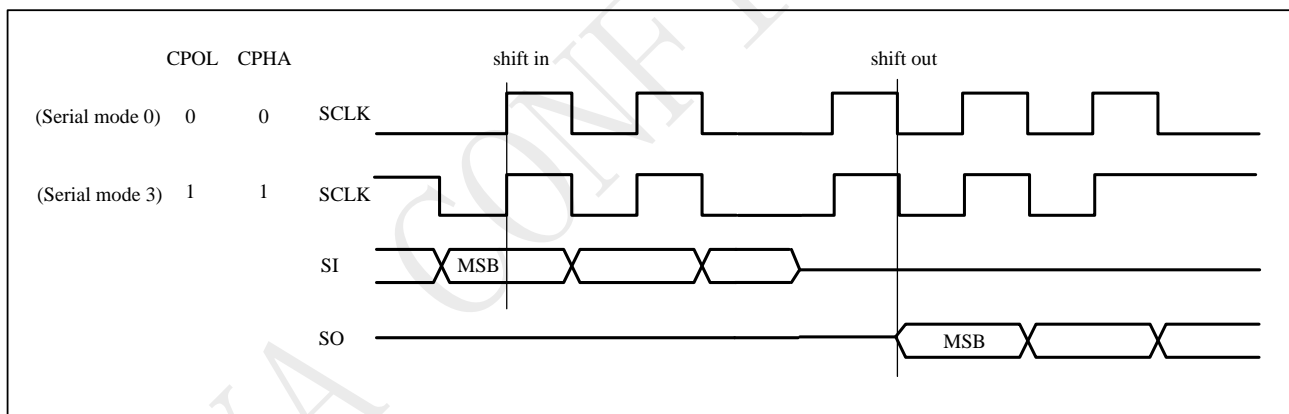 CPOL CPHA shift in shift out
(Serial mode 0) 0 0 SCLK
(Serial mode 3) 1 1 SCLK
SI MSB
SO MSB